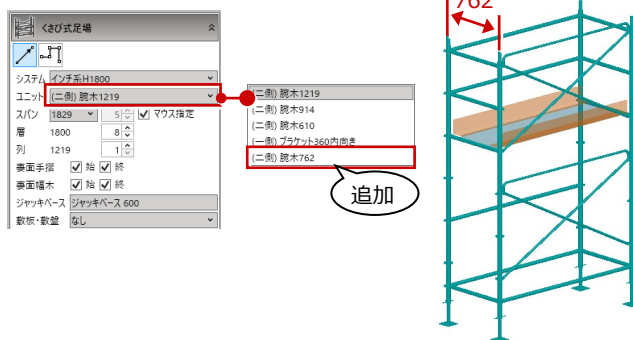 くさび式足場
システム インチ系H1800
ユニット (二側) 腕木1219
スパン 1829 5 マウス指定
層 1800 8
列 1219 1
妻面手摺 始 終
妻面幅木 始 終
ジャッキベース ジャッキベース 600
敷板・敷盤 なし
(二側) 腕木1219
(二側) 腕木914
(二側) 腕木610
(一側) ブラケット360内向き
(二側) 腕木762
追加
762